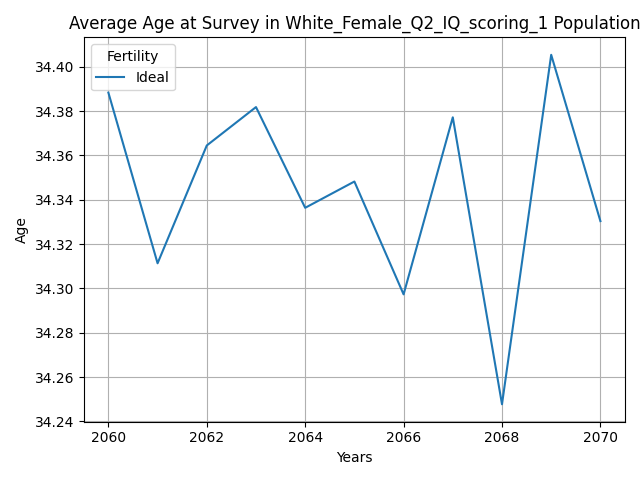 Average Age at Survey in White_Female_Q2_IQ_scoring_1 Population
Fertility
Ideal
34.40
34.38
34.36
34.34
34.32
34.30
34.28
34.26
34.24
Age
2060 2062 2064 2066 2068 2070
Years